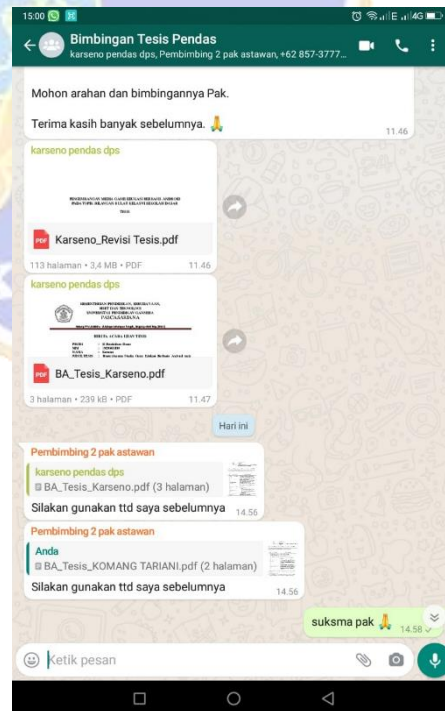 15:00
4G
Bimbingan Tesis Pendas
karseno pendas dps, Pembimbing 2 pak astawan, +62 857-3777...
Mohon arahan dan bimbingannya Pak.
Terima kasih banyak sebelumnya. 🙏
11.46
karseno pendas dps
TESIS
PDF
Karseno_Revisi Tesis.pdf
113 halaman • 3,4 MB • PDF
11.46
karseno pendas dps
PASCASARJANA
PDF
BA_Tesis_Karseno.pdf
3 halaman • 239 kB • PDF
11.47
Hari ini
Pembimbing 2 pak astawan
karseno pendas dps
BA_Tesis_Karseno.pdf (3 halaman)
Silakan gunakan ttd saya sebelumnya
14.56
Pembimbing 2 pak astawan
Anda
BA_Tesis_KOMANG TARIANI.pdf (2 halaman)
Silakan gunakan ttd saya sebelumnya
14.56
suksma pak 🙏
14.58
Ketik pesan